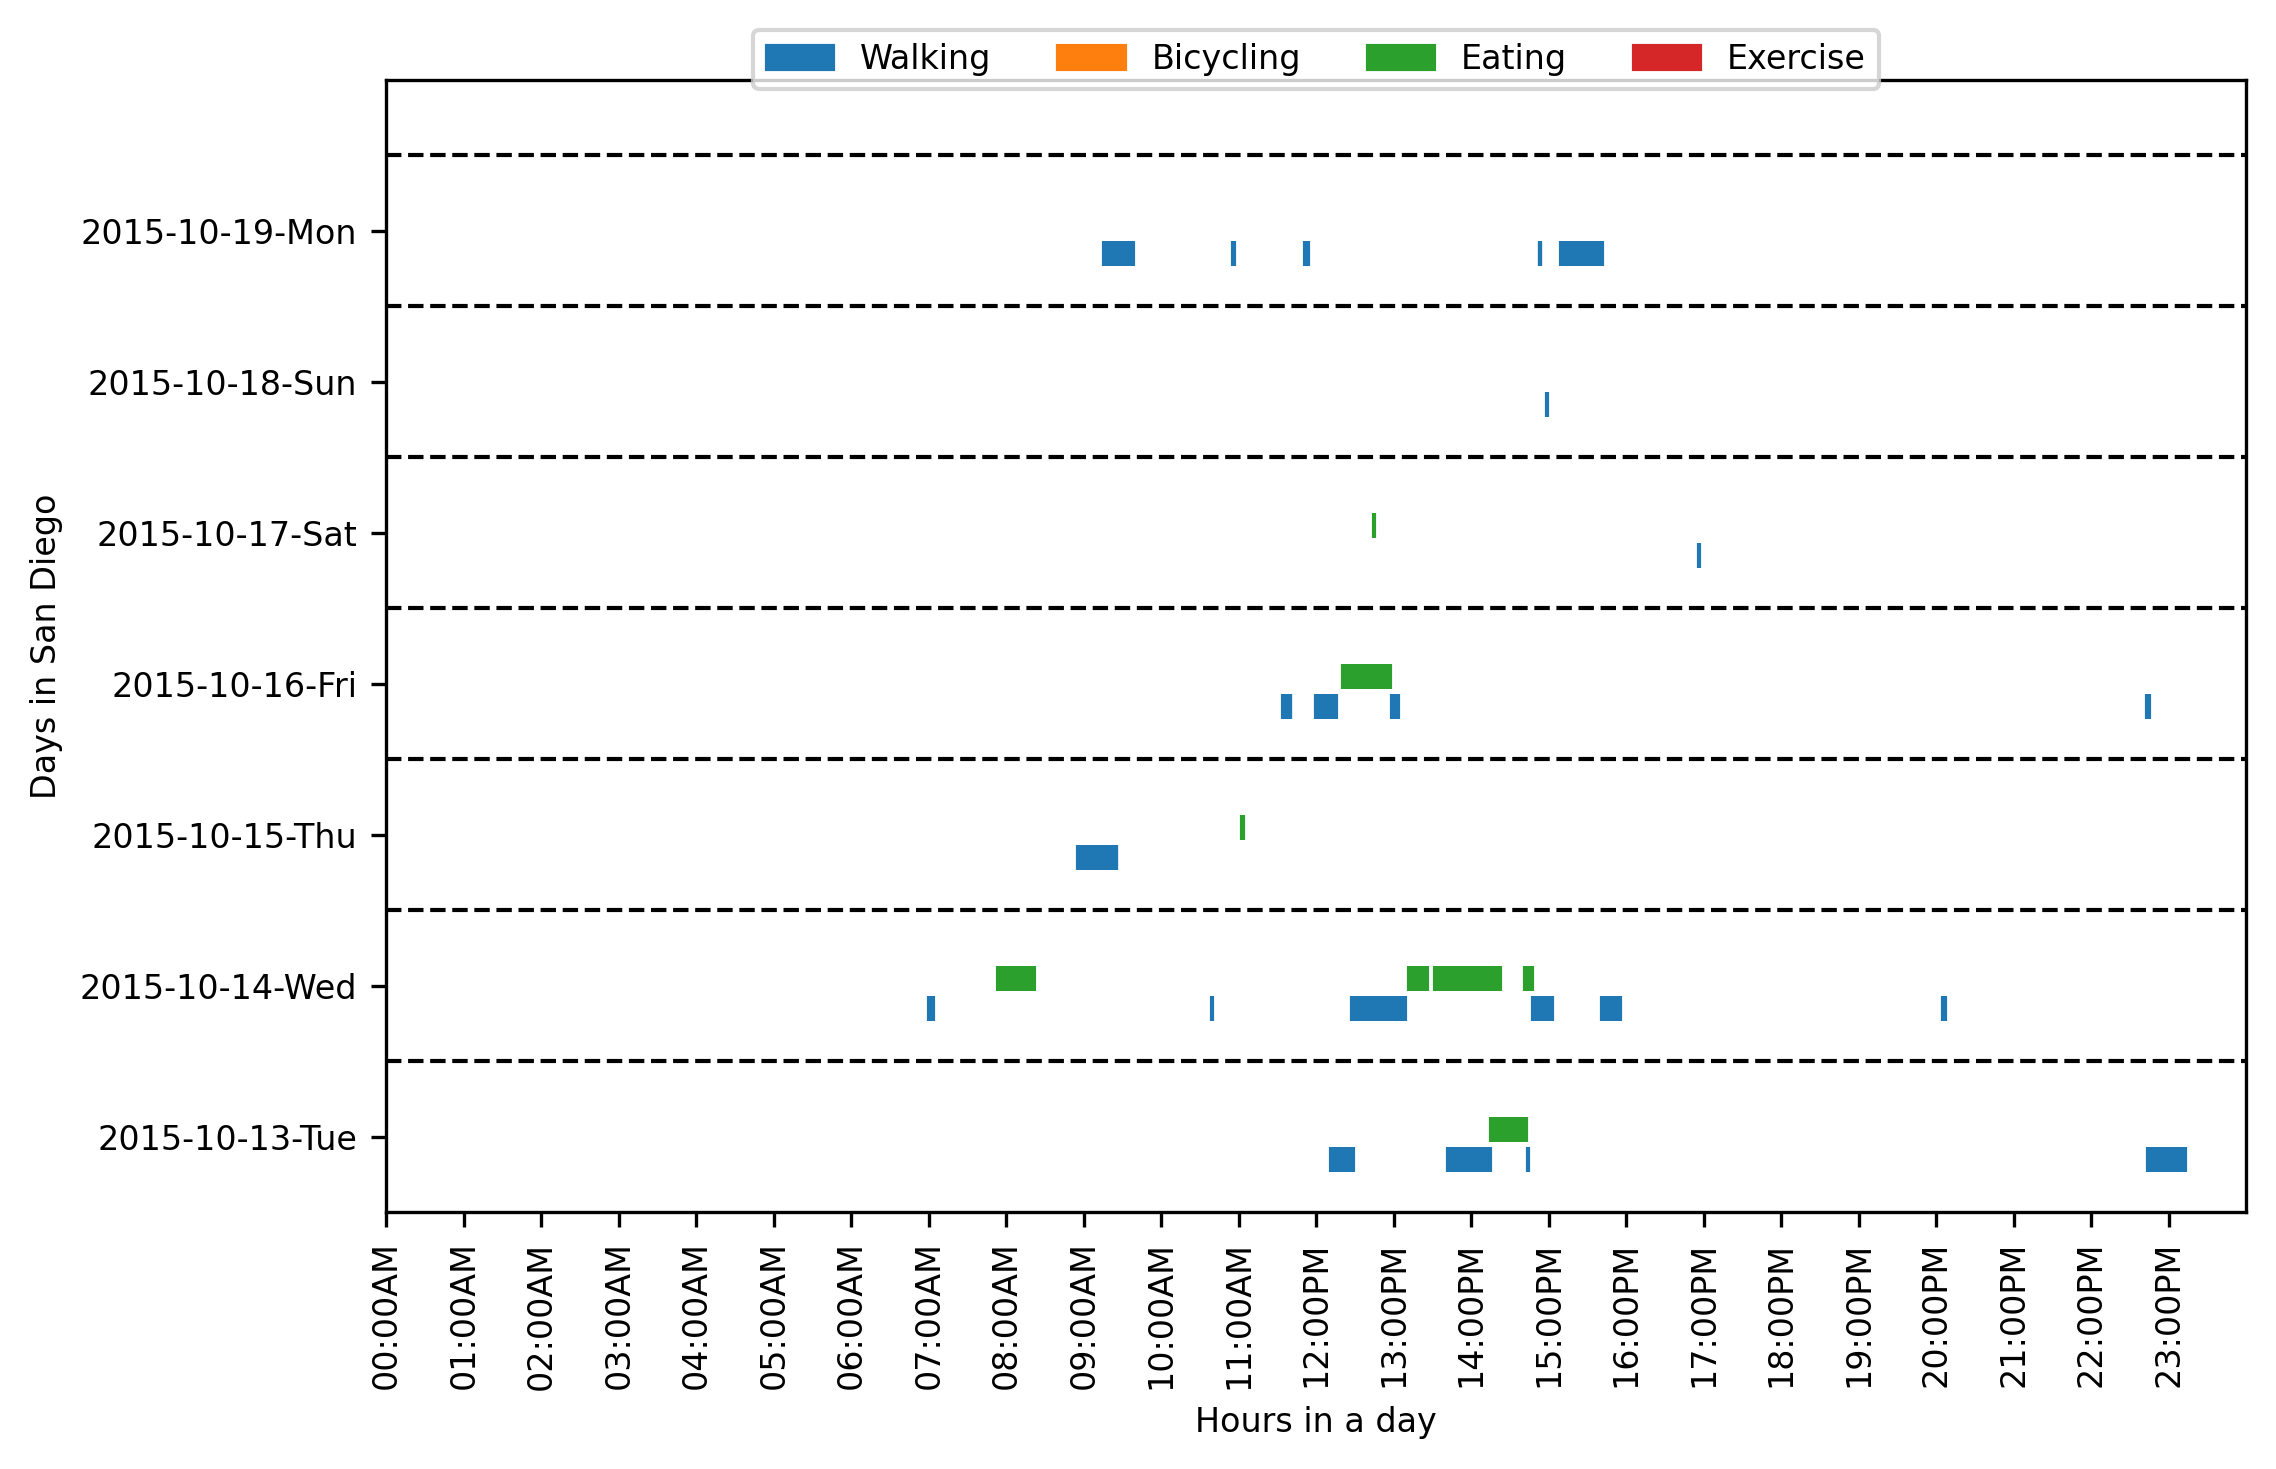 Walking Bicycling Eating Exercise
2015-10-19-Mon
2015-10-18-Sun
2015-10-17-Sat
2015-10-16-Fri
2015-10-15-Thu
2015-10-14-Wed
2015-10-13-Tue
Days in San Diego
00:00AM
01:00AM
02:00AM
03:00AM
04:00AM
05:00AM
06:00AM
07:00AM
08:00AM
09:00AM
10:00AM
11:00AM
12:00PM
13:00PM
14:00PM
15:00PM
16:00PM
17:00PM
18:00PM
19:00PM
20:00PM
21:00PM
22:00PM
23:00PM
Hours in a day